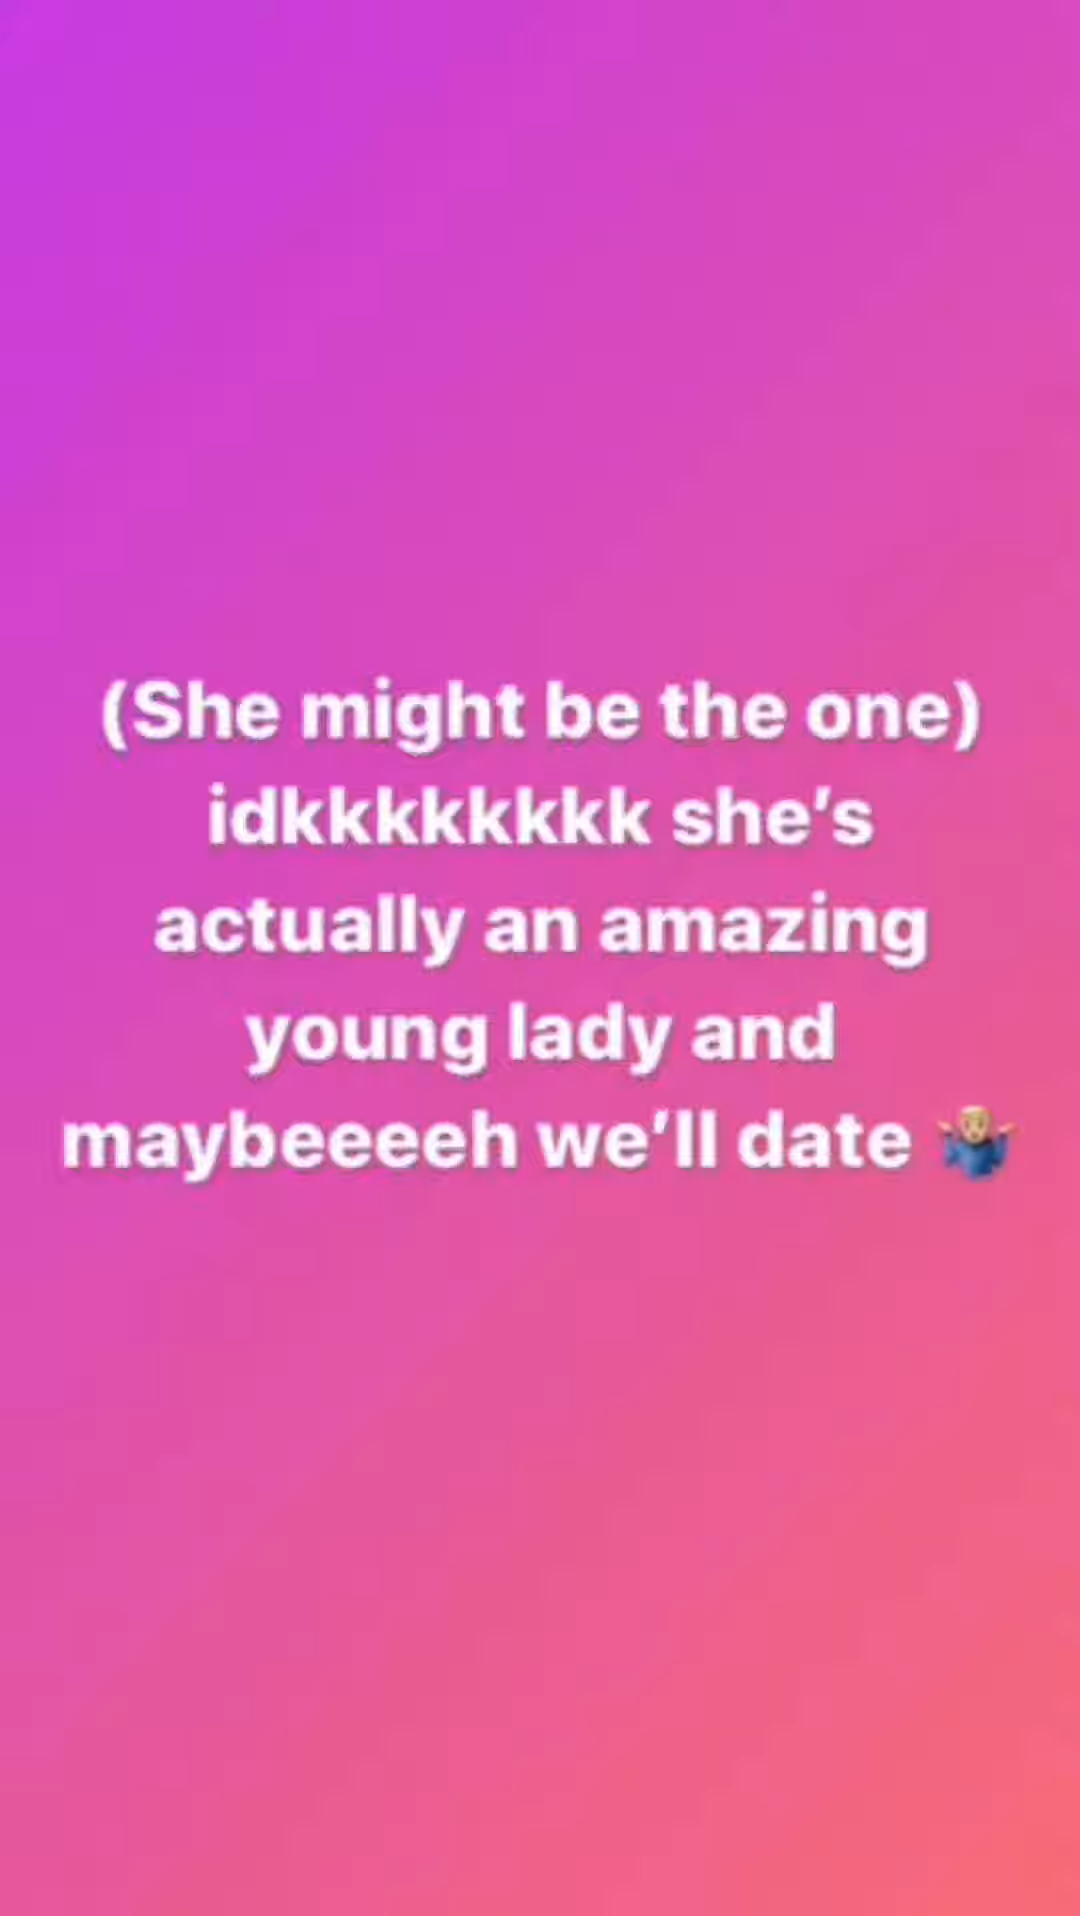 (She might be the one)
idkkkkkkkk she’s
actually an amazing
young lady and
maybeeeeh we’ll date 🤷🏼‍♂️